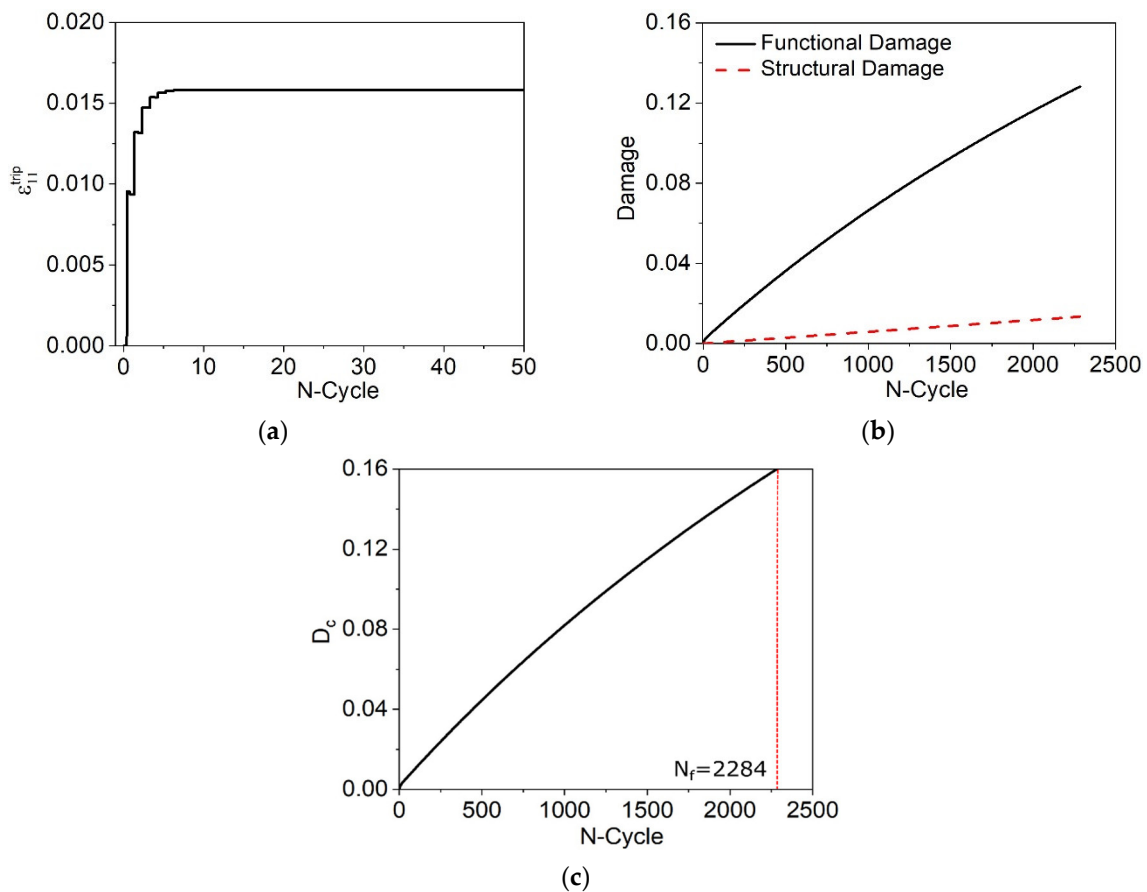 0.020
0.015
0.010
0.005
0.000
ε₁₁ᵗʳⁱᵖ
0 10 20 30 40 50
N-Cycle
(a)
0.16
0.12
0.08
0.04
0.00
Damage
Functional Damage
Structural Damage
0 500 1000 1500 2000 2500
N-Cycle
(b)
0.16
0.12
0.08
0.04
0.00
D_c
N_f=2284
0 500 1000 1500 2000 2500
N-Cycle
(c)